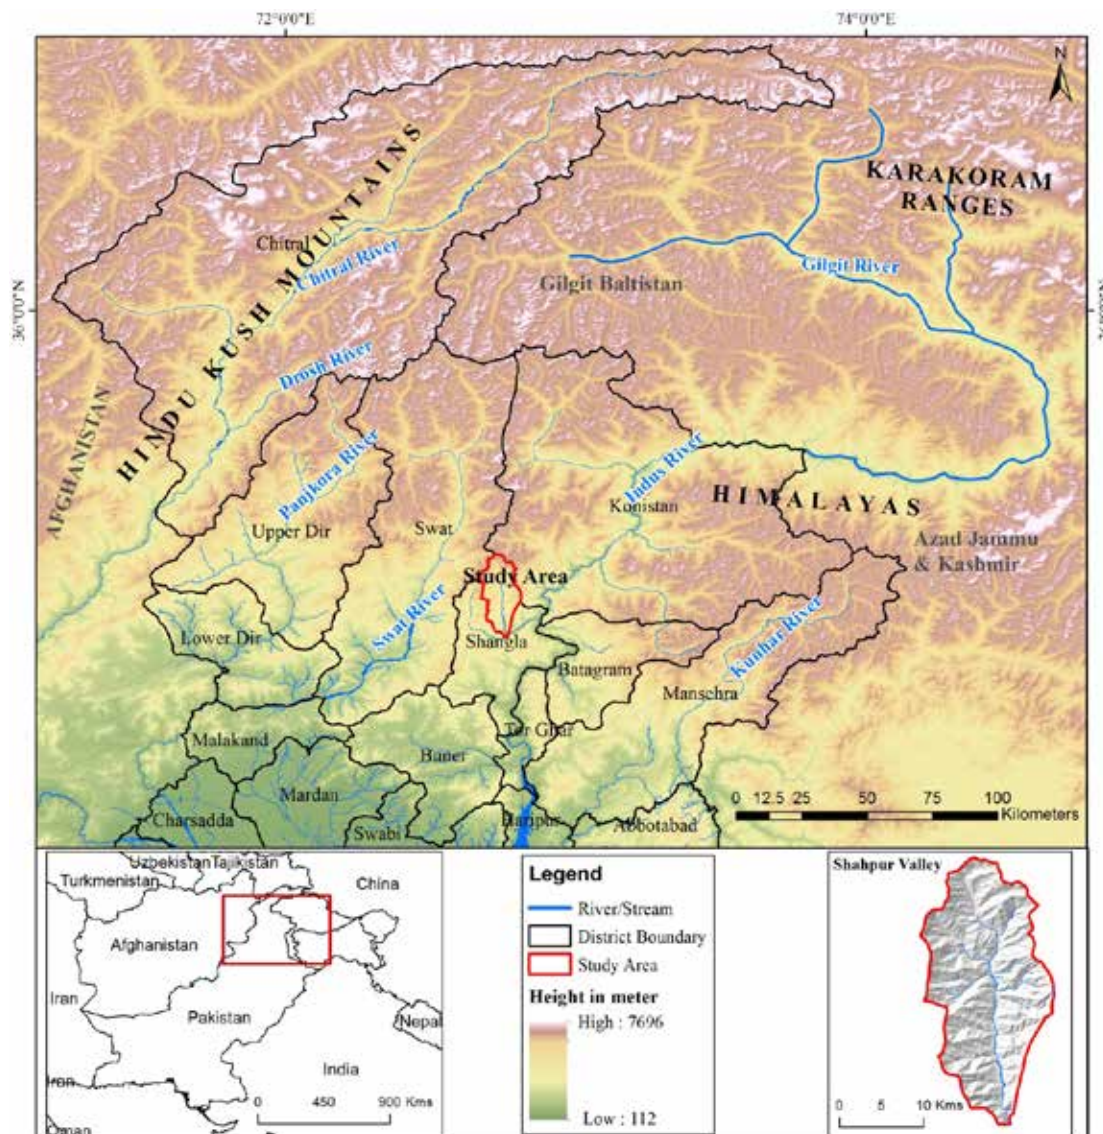 72°0'0"E
74°0'0"E
N
KARAKORAM
RANGES
HINDU KUSH MOUNTAINS
Chitral
Chitral River
Gilgit River
Gilgit Baltistan
36°0'0"N
Drosh River
AFGHANISTAN
Panjkora River
Indus River
HIMALAYAS
Kohistan
Upper Dir
Swat
Azad Jammu
& Kashmir
Study Area
Swat River
Kunhar River
Lower Dir
Shangla
Batagram
Mansehra
Malakand
Tor Ghar
Buner
Mardan
0 12.5 25 50 75 100
Kilometers
Charsadda
Swabi
Haripur
Abbotabad
Uzbekistan
Tajikistan
Turkmenistan
China
Afghanistan
Iran
Pakistan
Nepal
India
Iran
Oman
0 450 900 Kms
Legend
River/Stream
District Boundary
Study Area
Height in meter
High : 7696
Low : 112
Shahpur Valley
0 5 10 Kms